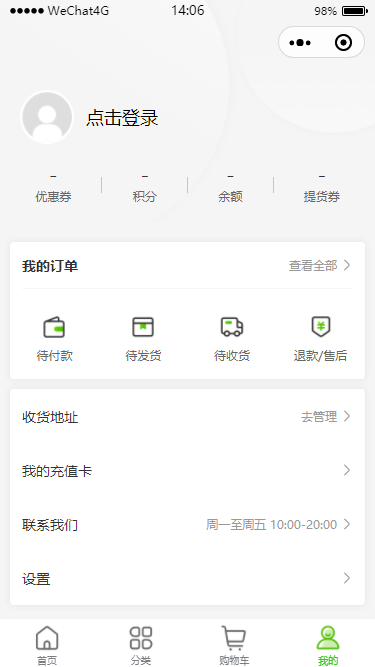 ●●●●● WeChat4G 14:06 98%
点击登录
- - - -
优惠券 积分 余额 提货券
我的订单 查看全部
待付款 待发货 待收货 退款/售后
收货地址 去管理
我的充值卡
联系我们 周一至周五 10:00-20:00
设置
首页 分类 购物车 我的